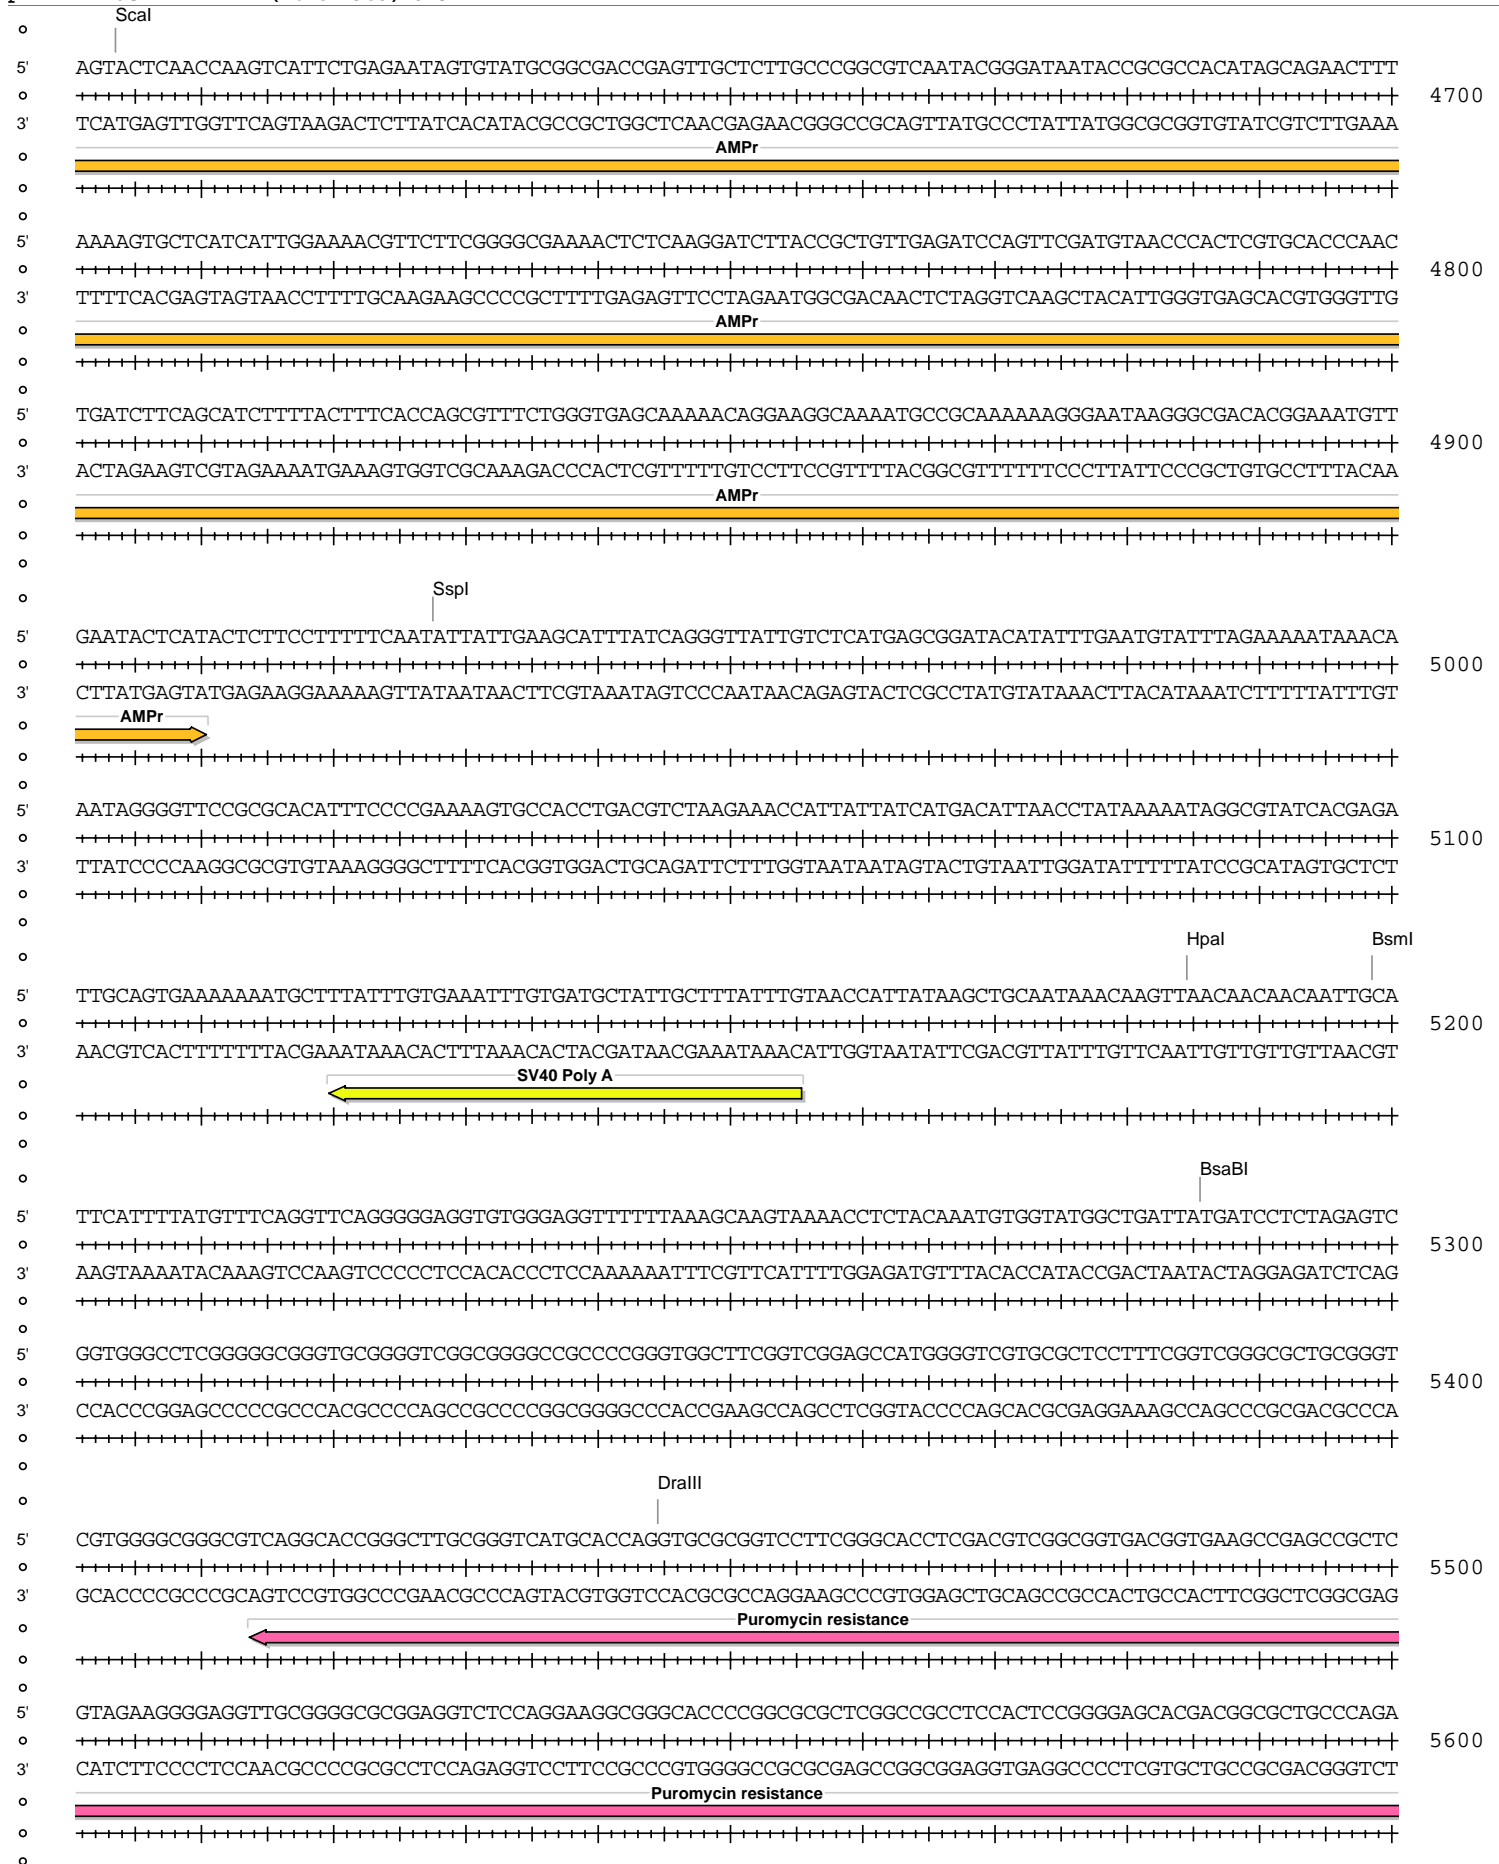 ScaI
5' AGTACTCAACCAAGTCATTCTGAGAATAGTGTATGCGGCGACCGAGTTGCTCTTGCCCGGCGTCAATACGGGATAATACCGCGCCACATAGCAGAACTTT
4700
3' TCATGAGTTGGTTCAGTAAGACTCTTATCACATACGCCGCTGGCTCAACGAGAACGGGCCGCAGTTATGCCCTATTATGGCGCGGTGTATCGTCTTGAAA
AMPr
5' AAAAGTGCTCATCATTGGAAAACGTTCTTCGGGGCGAAAACTCTCAAGGATCTTACCGCTGTTGAGATCCAGTTCGATGTAACCCACTCGTGCACCCAAC
4800
3' TTTTCACGAGTAGTAACCTTTTGCAAGAAGCCCCGCTTTTGAGAGTTCCTAGAATGGCGACAACTCTAGGTCAAGCTACATTGGGTGAGCACGTGGGTTG
AMPr
5' TGATCTTCAGCATCTTTTACTTTCACCAGCGTTTCTGGGTGAGCAAAAACAGGAAGGCAAAATGCCGCAAAAAAGGGAATAAGGGCGACACGGAAATGTT
4900
3' ACTAGAAGTCGTAGAAAATGAAAGTGGTCGCAAAGACCCACTCGTTTTTGTCCTTCCGTTTTACGGCGTTTTTTCCCTTATTCCCGCTGTGCCTTTACAA
AMPr
SspI
5' GAATACTCATACTCTTCCTTTTTCAATATTATTGAAGCATTTATCAGGGTTATTGTCTCATGAGCGGATACATATTTGAATGTATTTAGAAAAATAAACA
5000
3' CTTATGAGTATGAGAAGGAAAAAGTTATAATAACTTCGTAAATAGTCCCAATAACAGAGTACTCGCCTATGTATAAACTTACATAAATCTTTTTATTTGT
AMPr
5' AATAGGGGTTCCGCGCACATTTCCCCGAAAAGTGCCACCTGACGTCTAAGAAACCATTATTATCATGACATTAACCTATAAAAATAGGCGTATCACGAGA
5100
3' TTATCCCCAAGGCGCGTGTAAAGGGGCTTTTCACGGTGGACTGCAGATTCTTTGGTAATAATAGTACTGTAATTGGATATTTTTATCCGCATAGTGCTCT
HpaI BsmI
5' TTGCAGTGAAAAAAATGCTTTATTTGTGAAATTTGTGATGCTATTGCTTTATTTGTAACCATTATAAGCTGCAATAAACAAGTTAACAACAACAATTGCA
5200
3' AACGTCACTTTTTTTACGAAATAAACACTTTAAACACTACGATAACGAAATAAACATTGGTAATATTCGACGTTATTTGTTCAATTGTTGTTGTTAACGT
SV40 Poly A
BsaBI
5' TTCATTTTATGTTTCAGGTTCAGGGGGAGGTGTGGGAGGTTTTTTAAAGCAAGTAAAACCTCTACAAATGTGGTATGGCTGATTATGATCCTCTAGAGTC
5300
3' AAGTAAAATACAAAGTCCAAGTCCCCCTCCACACCCTCCAAAAAATTTCGTTCATTTTGGAGATGTTTACACCATACCGACTAATACTAGGAGATCTCAG
5' GGTGGGCCTCGGGGGCGGGTGCGGGGTCGGCGGGGCCGCCCCGGGTGGCTTCGGTCGGAGCCATGGGGTCGTGCGCTCCTTTCGGTCGGGCGCTGCGGGT
5400
3' CCACCCGGAGCCCCCGCCCACGCCCCAGCCGCCCCGGCGGGGCCCACCGAAGCCAGCCTCGGTACCCCAGCACGCGAGGAAAGCCAGCCCGCGACGCCCA
DraIII
5' CGTGGGGCGGGCGTCAGGCACCGGGCTTGCGGGTCATGCACCAGGTGCGCGGTCCTTCGGGCACCTCGACGTCGGCGGTGACGGTGAAGCCGAGCCGCTC
5500
3' GCACCCCGCCCGCAGTCCGTGGCCCGAACGCCCAGTACGTGGTCCACGCGCCAGGAAGCCCGTGGAGCTGCAGCCGCCACTGCCACTTCGGCTCGGCGAG
Puromycin resistance
5' GTAGAAGGGGAGGTTGCGGGGCGCGGAGGTCTCCAGGAAGGCGGGCACCCCGGCGCGCTCGGCCGCCTCCACTCCGGGGAGCACGACGGCGCTGCCCAGA
5600
3' CATCTTCCCCTCCAACGCCCCGCGCCTCCAGAGGTCCTTCCGCCCGTGGGGCCGCGCGAGCCGGCGGAGGTGAGGCCCCTCGTGCTGCCGCGACGGGTCT
Puromycin resistance